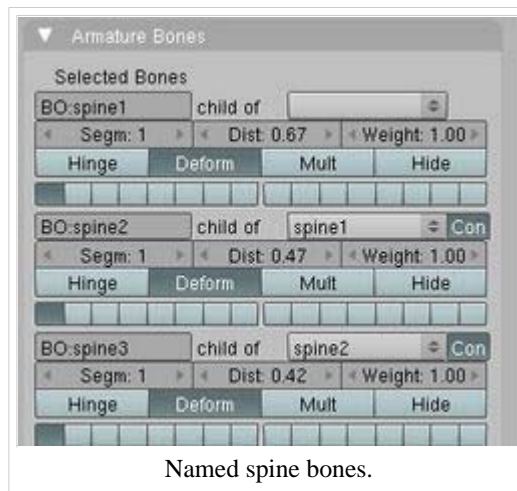 Armature Bones
Selected Bones
BO:spine1 child of
Segm: 1 Dist: 0.67 Weight: 1.00
Hinge Deform Mult Hide
BO:spine2 child of spine1 Con
Segm: 1 Dist: 0.47 Weight: 1.00
Hinge Deform Mult Hide
BO:spine3 child of spine2 Con
Segm: 1 Dist: 0.42 Weight: 1.00
Hinge Deform Mult Hide
Named spine bones.